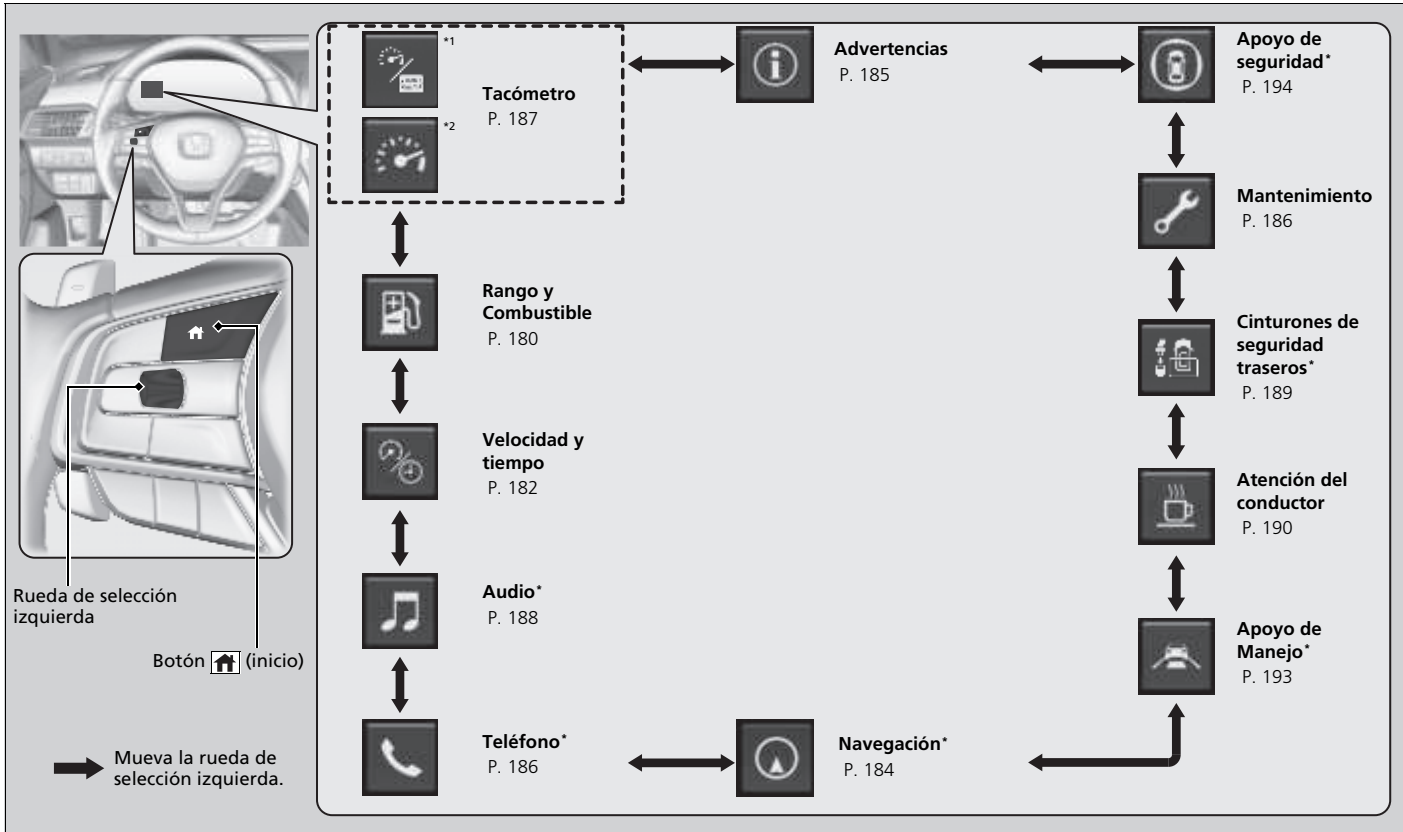 *1
*2
Tacómetro
P. 187
Advertencias
P. 185
Apoyo de
seguridad*
P. 194
Mantenimiento
P. 186
Rango y
Combustible
P. 180
Cinturones de
seguridad
traseros*
P. 189
Velocidad y
tiempo
P. 182
Atención del
conductor
P. 190
Audio*
P. 188
Apoyo de
Manejo*
P. 193
Teléfono*
P. 186
Navegación*
P. 184
Rueda de selección
izquierda
Botón (inicio)
Mueva la rueda de
selección izquierda.